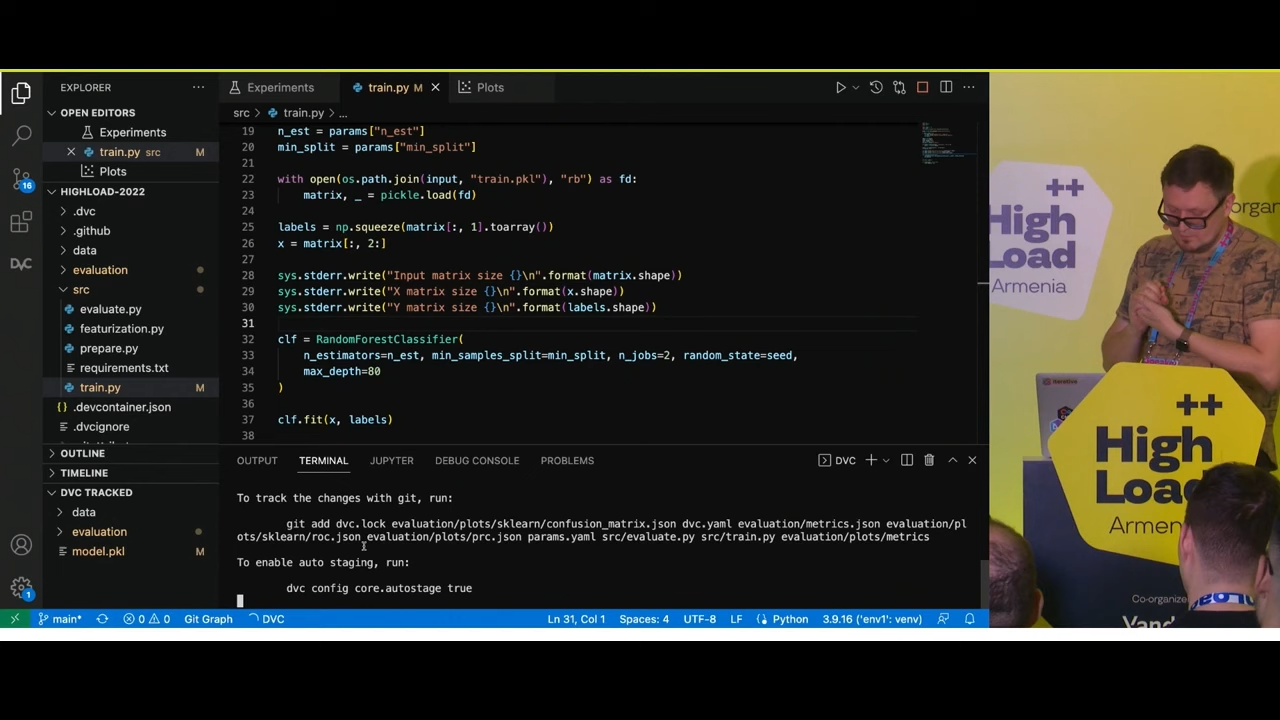 EXPLORER
OPEN EDITORS
Experiments
train.py src M
Plots
HIGHLOAD-2022
.dvc
.github
data
evaluation
src
evaluate.py
featurization.py
prepare.py
requirements.txt
train.py M
.devcontainer.json
.dvcignore
OUTLINE
TIMELINE
DVC TRACKED
data
evaluation
model.pkl
16
DVC
1
Experiments train.py M Plots
src > train.py > ...
19 n_est = params["n_est"]
20 min_split = params["min_split"]
21
22 with open(os.path.join(input, "train.pkl"), "rb") as fd:
23 matrix, _ = pickle.load(fd)
24
25 labels = np.squeeze(matrix[:, 1].toarray())
26 x = matrix[:, 2:]
27
28 sys.stderr.write("Input matrix size {}\n".format(matrix.shape))
29 sys.stderr.write("X matrix size {}\n".format(x.shape))
30 sys.stderr.write("Y matrix size {}\n".format(labels.shape))
31
32 clf = RandomForestClassifier(
33 n_estimators=n_est, min_samples_split=min_split, n_jobs=2, random_state=seed,
34 max_depth=80
35 )
36
37 clf.fit(x, labels)
38
OUTPUT TERMINAL JUPYTER DEBUG CONSOLE PROBLEMS DVC
To track the changes with git, run:
git add dvc.lock evaluation/plots/sklearn/confusion_matrix.json dvc.yaml evaluation/metrics.json evaluation/pl
ots/sklearn/roc.json evaluation/plots/prc.json params.yaml src/evaluate.py src/train.py evaluation/plots/metrics
To enable auto staging, run:
dvc config core.autostage true
main* 0 0 Git Graph DVC Ln 31, Col 1 Spaces: 4 UTF-8 LF Python 3.9.16 ('env1': venv)
++
High
Load
Armenia
organ
iterative
++
High
Load
Armen
Co-organize